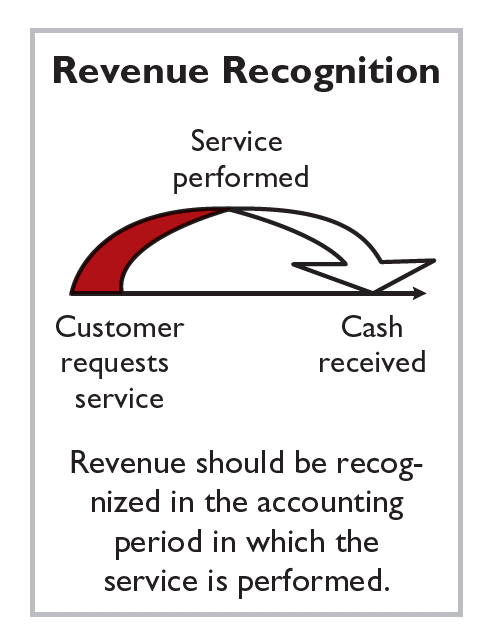 Revenue Recognition
Service
performed
Customer
requests
service
Cash
received
Revenue should be recog-
nized in the accounting
period in which the
service is performed.